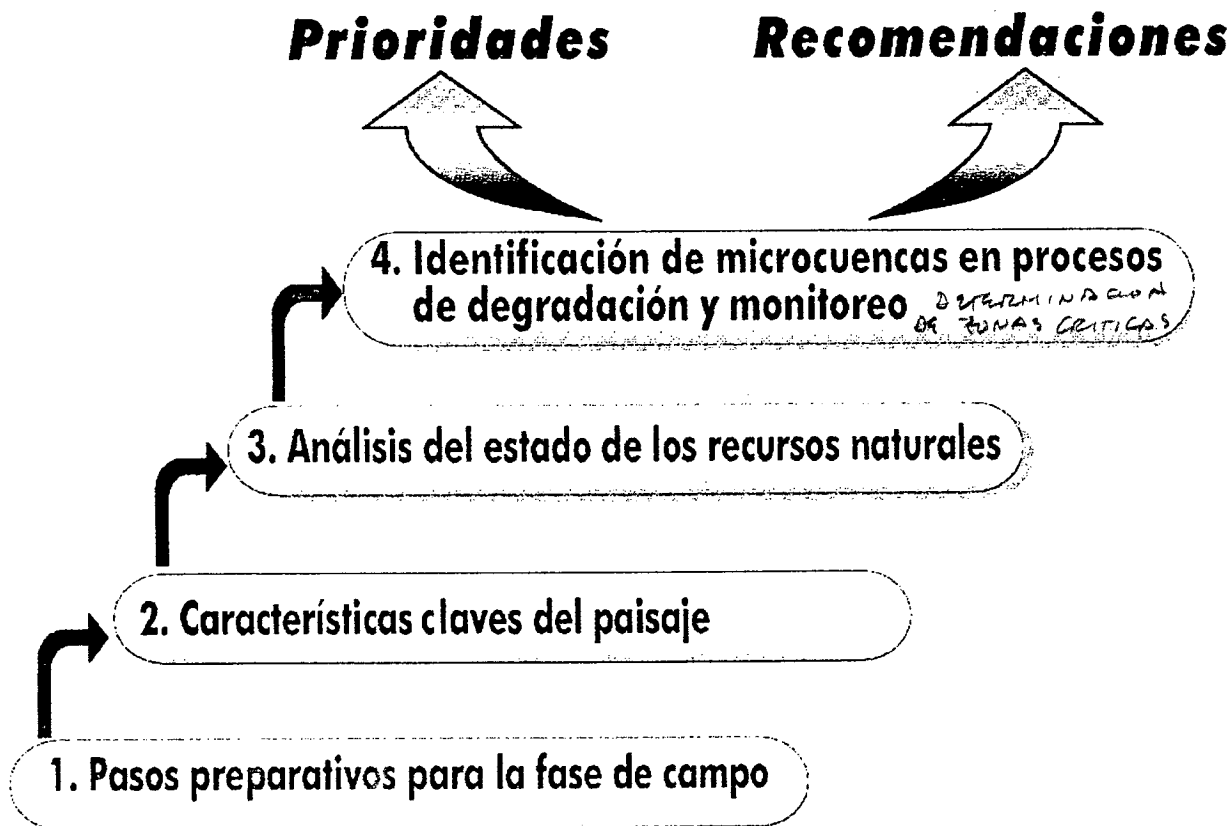 Prioridades Recomendaciones
4. Identificación de microcuencas en procesos
de degradación y monitoreo DETERMINACION
DE ZONAS CRITICAS
3. Análisis del estado de los recursos naturales
2. Características claves del paisaje
1. Pasos preparativos para la fase de campo